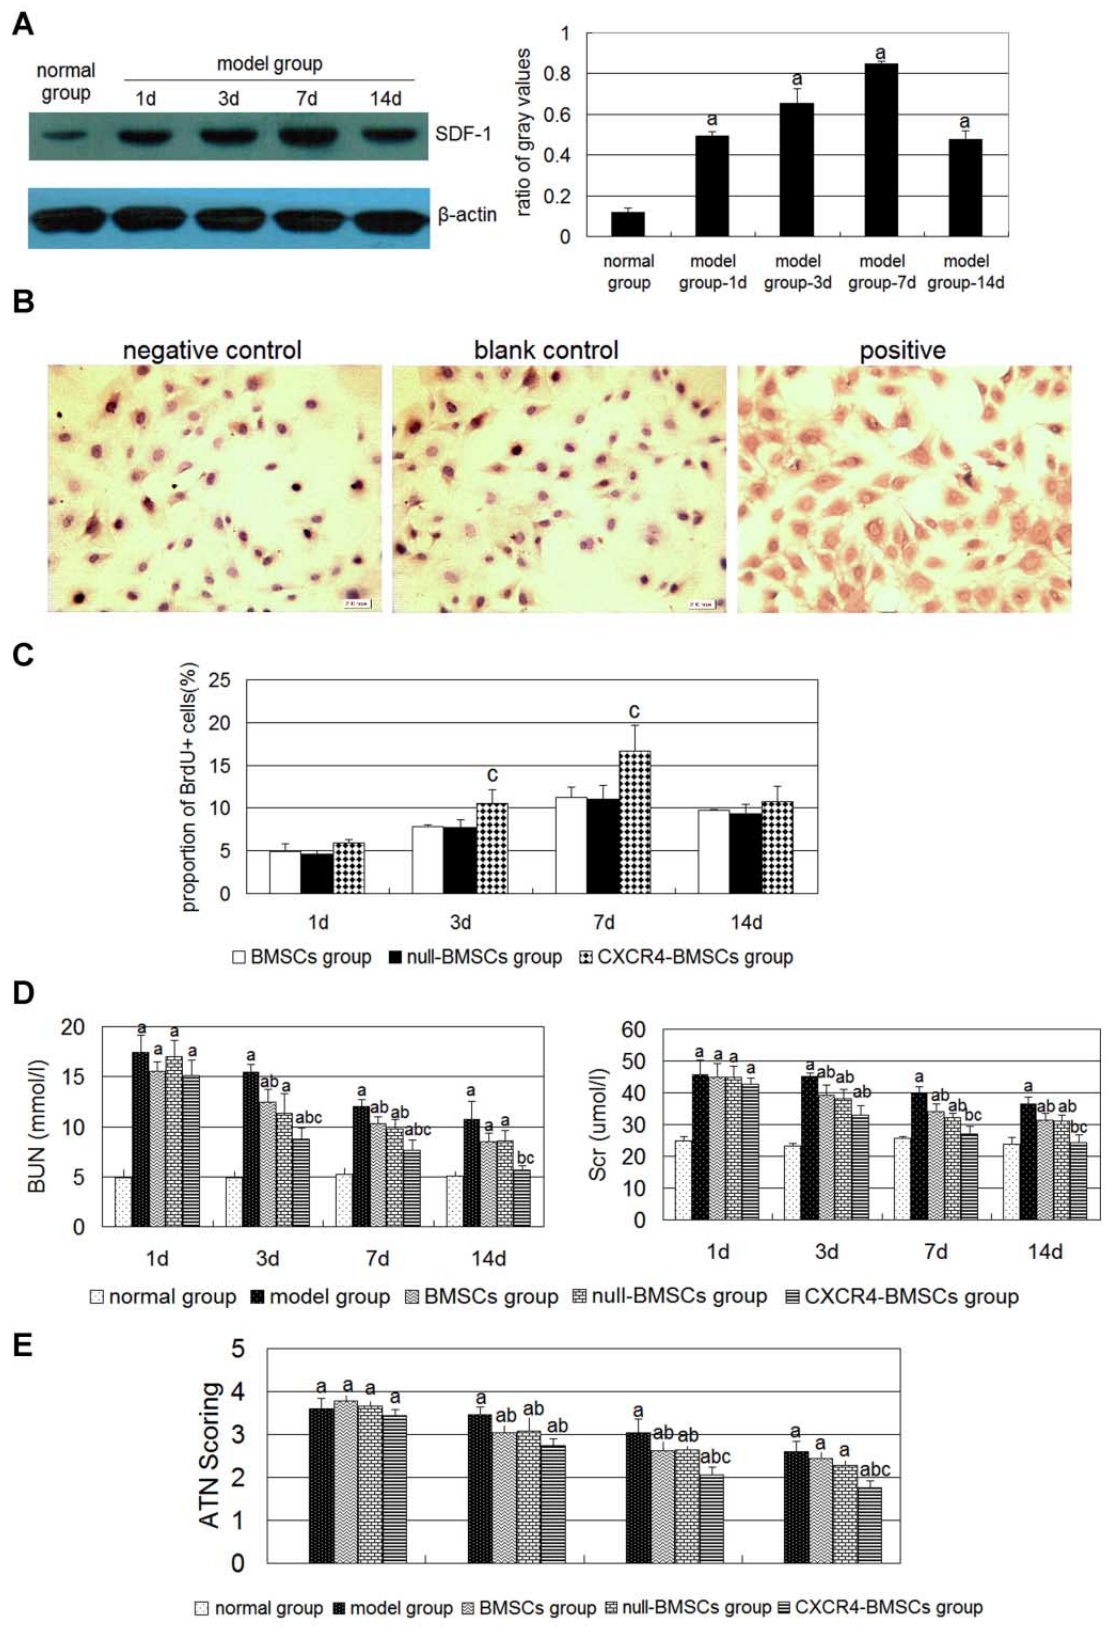 A
normal group
model group
1d 3d 7d 14d
SDF-1
β-actin
ratio of gray values
1
0.8
0.6
0.4
0.2
0
a a a a
normal group
model group-1d
model group-3d
model group-7d
model group-14d
B
negative control
blank control
positive
C
proportion of BrdU+ cells(%)
25
20
15
10
5
0
c
c
1d 3d 7d 14d
BMSCs group null-BMSCs group CXCR4-BMSCs group
D
BUN (mmol/l)
20
15
10
5
0
a a a a
a ab a abc
a ab ab abc
a a a bc
1d 3d 7d 14d
Scr (umol/l)
60
50
40
30
20
10
0
a a a a
a ab ab abc
a ab ab bc
a ab ab bc
1d 3d 7d 14d
normal group model group BMSCs group null-BMSCs group CXCR4-BMSCs group
E
ATN Scoring
5
4
3
2
1
0
a a a a
a ab ab ab
a ab ab abc
a a a abc
normal group model group BMSCs group null-BMSCs group CXCR4-BMSCs group